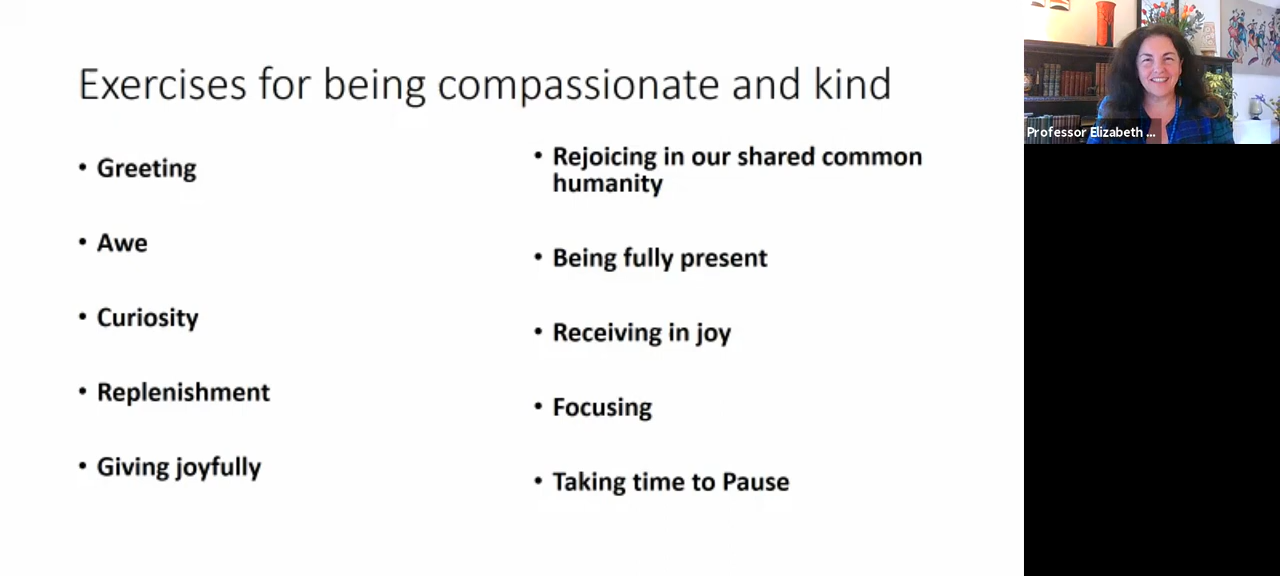 Exercises for being compassionate and kind
• Greeting
• Awe
• Curiosity
• Replenishment
• Giving joyfully
• Rejoicing in our shared common
humanity
• Being fully present
• Receiving in joy
• Focusing
• Taking time to Pause
Professor Elizabeth ...